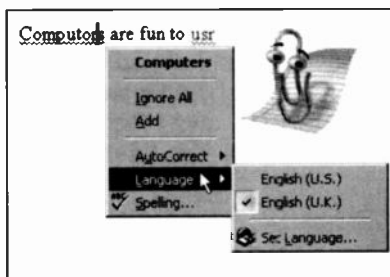 Computors are fun to usr
Computers
Ignore All
Add
AutoCorrect
Language
Spelling...
English (U.S.)
English (U.K.)
Set Language...